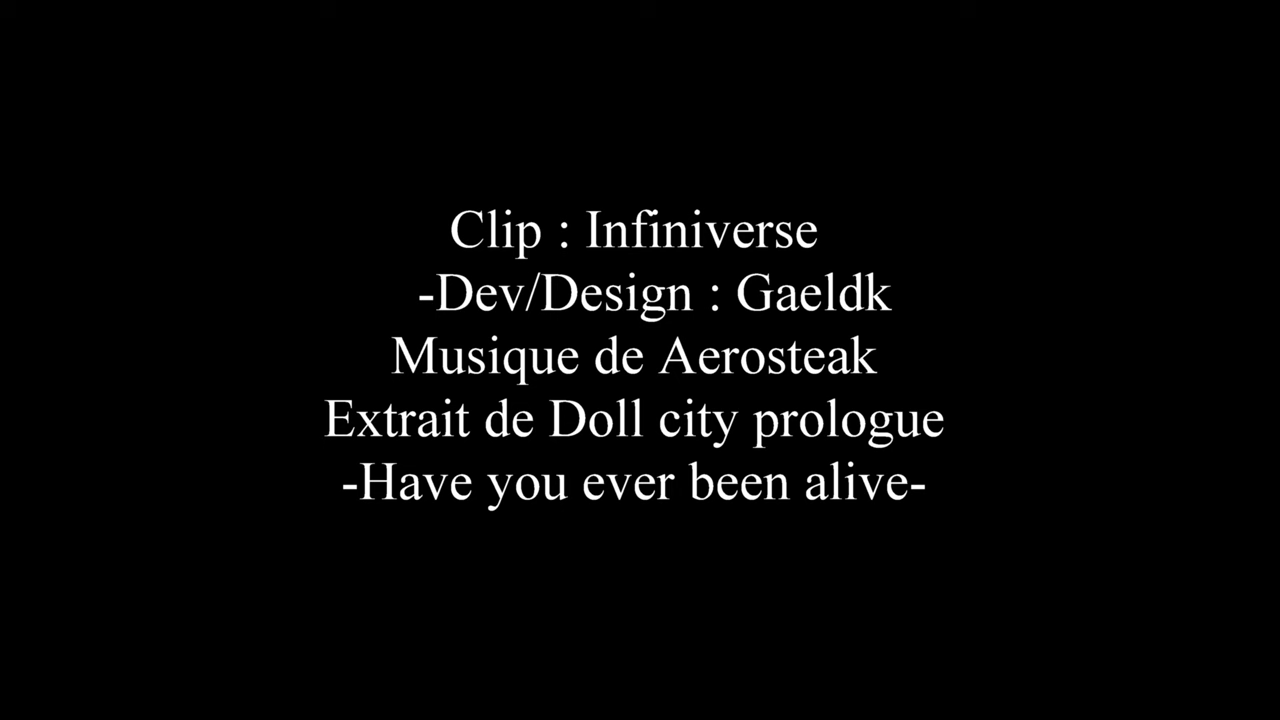 Clip : Infiniverse
-Dev/Design : Gaeldk
Musique de Aerosteak
Extrait de Doll city prologue
-Have you ever been alive-